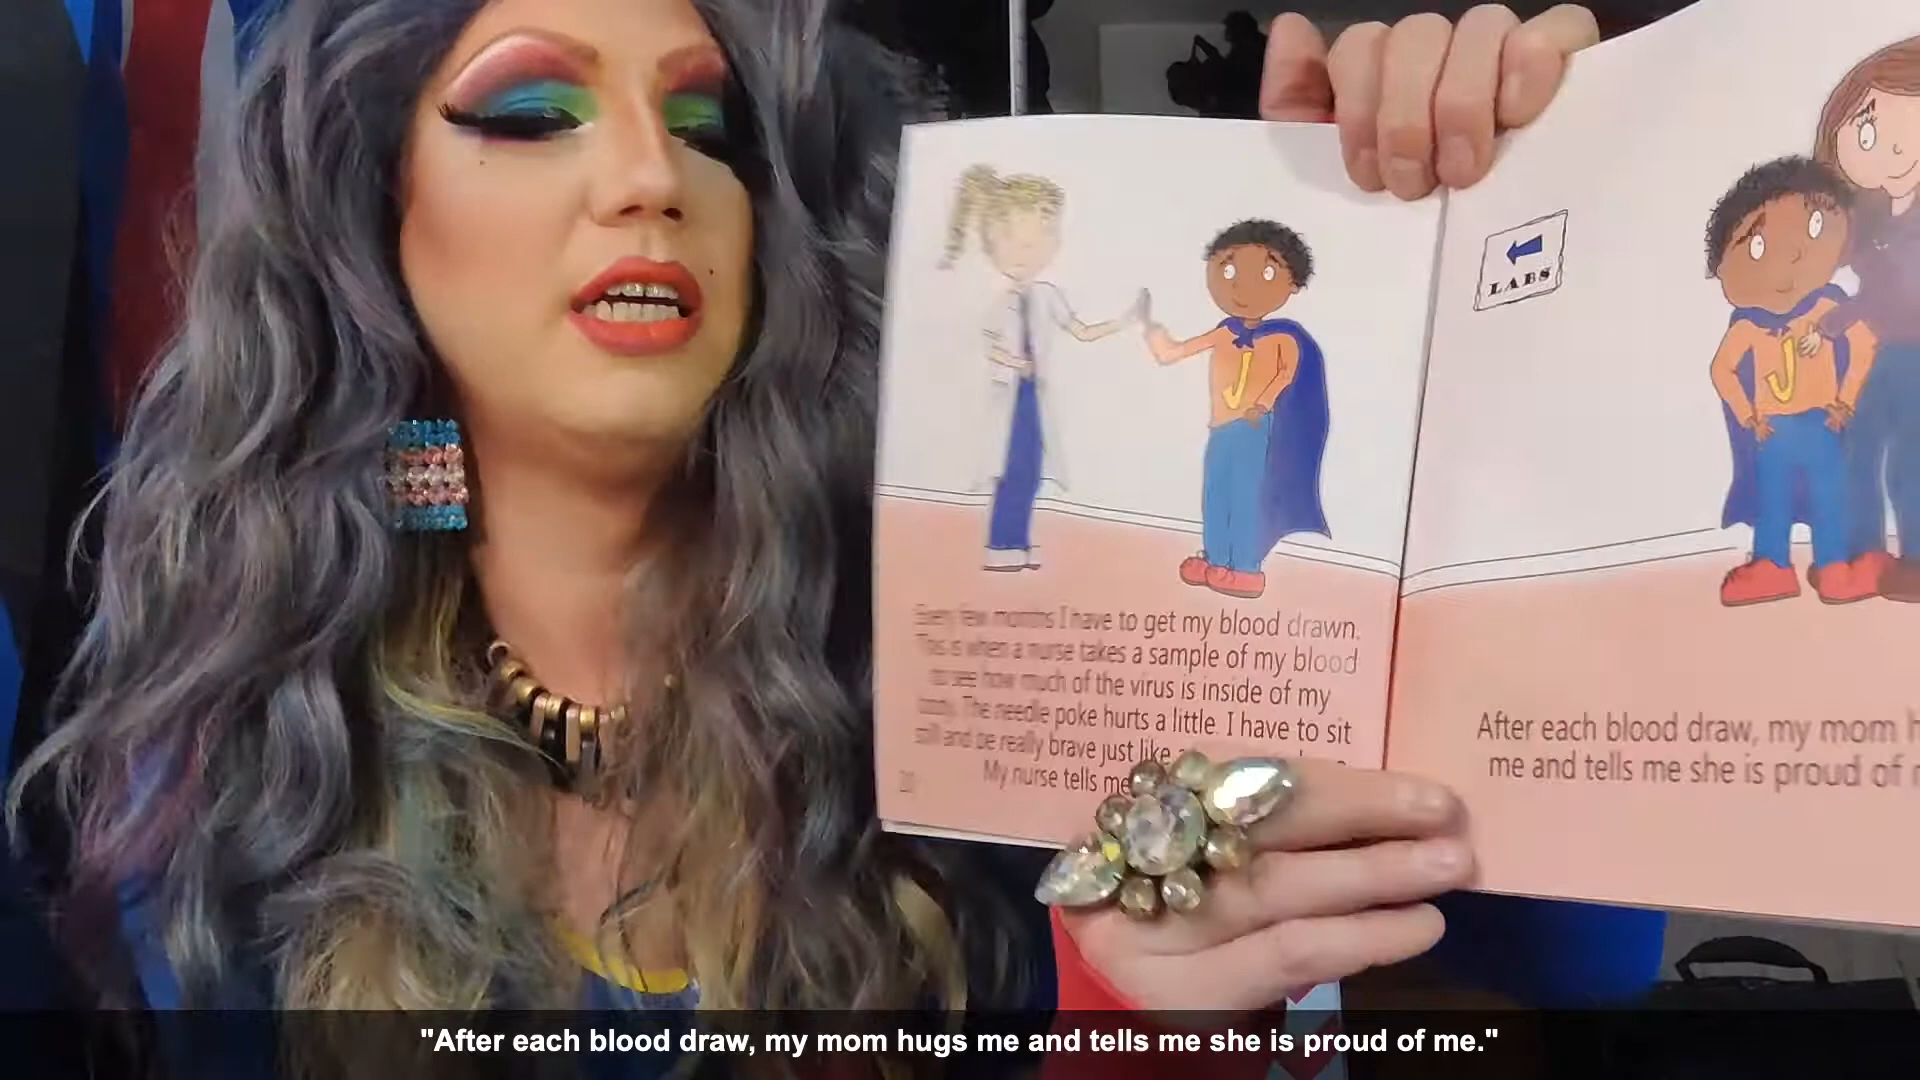 J
J
LABS
Every few months I have to get my blood drawn.
This is when a nurse takes a sample of my blood
to see how much of the virus is inside of my
body. The needle poke hurts a little. I have to sit
still and be really brave just like
My nurse tells me
20
After each blood draw, my mom h
me and tells me she is proud of
"After each blood draw, my mom hugs me and tells me she is proud of me."